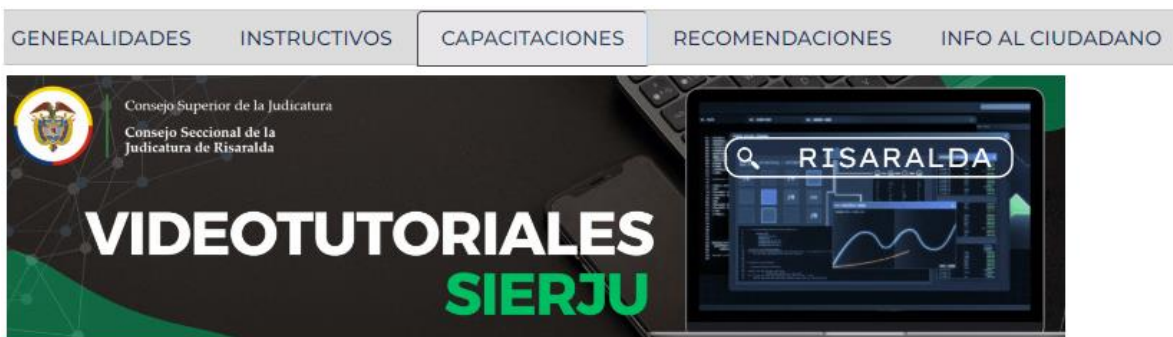 GENERALIDADES INSTRUCTIVOS CAPACITACIONES RECOMENDACIONES INFO AL CIUDADANO
Consejo Superior de la Judicatura
Consejo Seccional de la
Judicatura de Risaralda
RISARALDA
VIDEOTUTORIALES
SIERJU